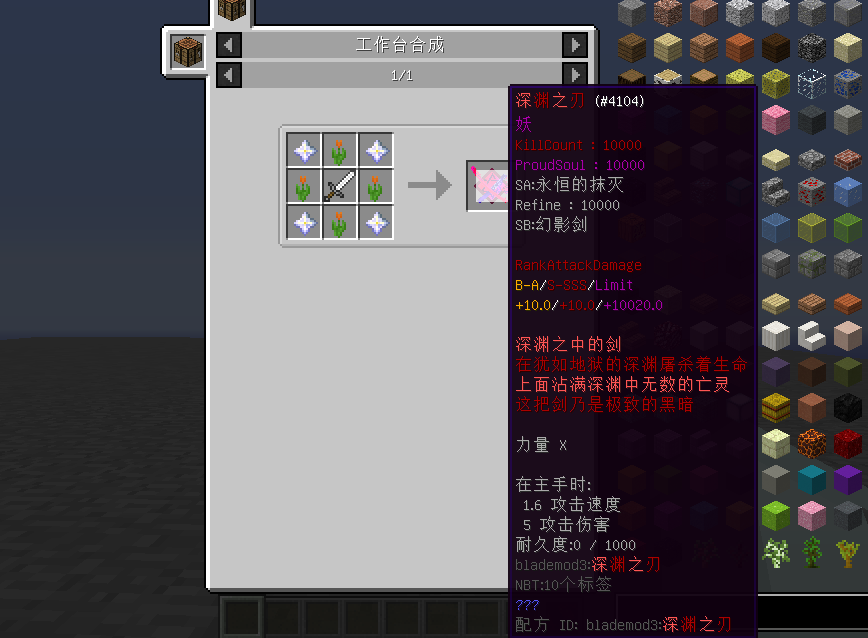 工作台合成
1/1
深渊之刃 (#4104)
妖
KillCount : 10000
ProudSoul : 10000
SA:永恒的抹灭
Refine : 10000
SB:幻影剑
RankAttackDamage
B-A/S-SSS/Limit
+10.0/+10.0/+10020.0
深渊之中的剑
在犹如地狱的深渊屠杀着生命
上面沾满深渊中无数的亡灵
这把剑乃是极致的黑暗
力量 X
在主手时:
1.6 攻击速度
5 攻击伤害
耐久度:0 / 1000
blademod3:深渊之刃
NBT:10个标签
???
配方 ID: blademod3:深渊之刃